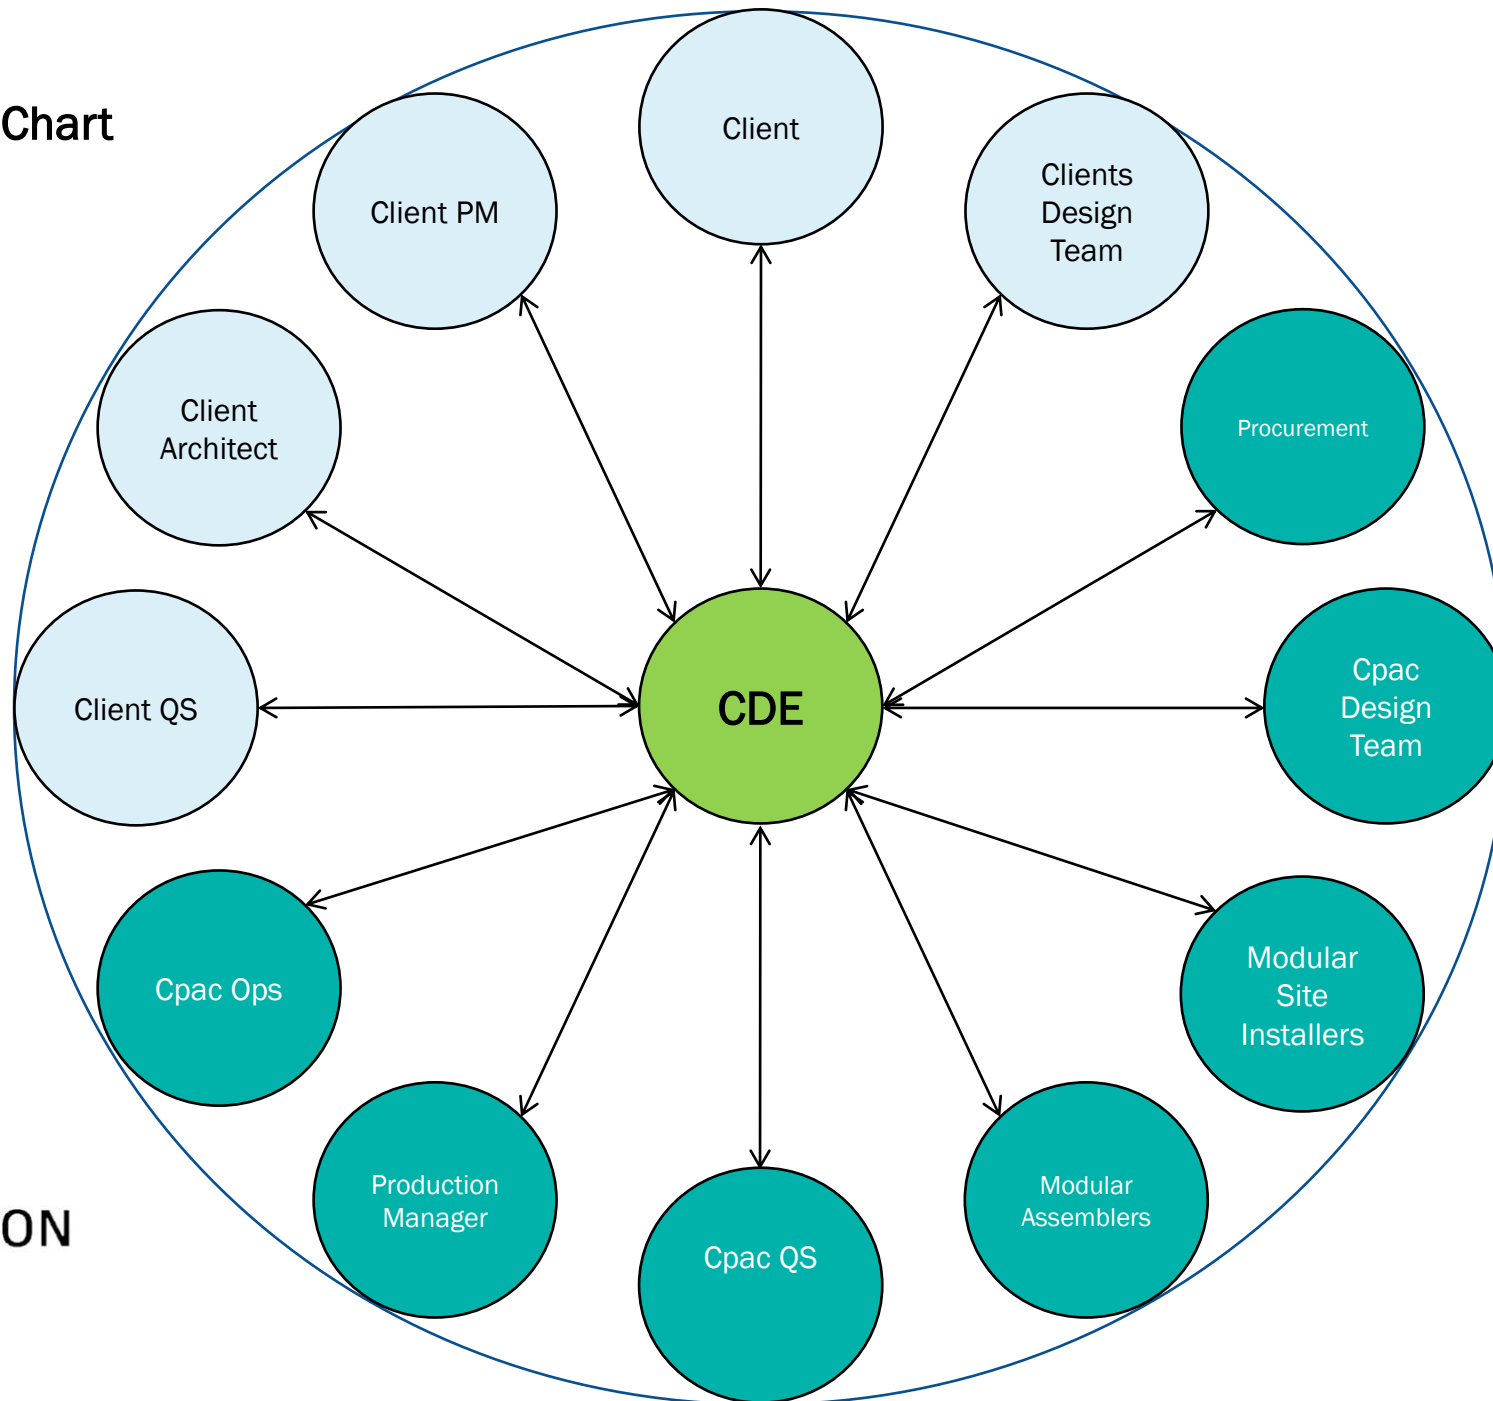 Chart
Client
Client PM
Clients
Design
Team
Client
Architect
Procurement
Client QS
CDE
Cpac
Design
Team
Cpac Ops
Modular
Site
Installers
Production
Manager
Cpac QS
Modular
Assemblers
ON